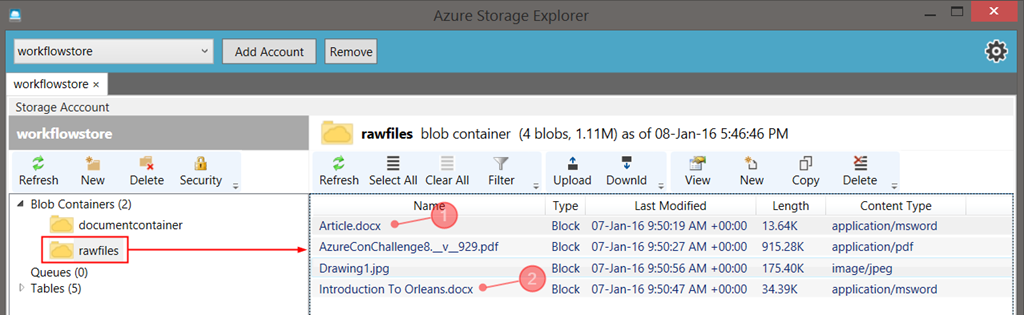 Azure Storage Explorer
workflowstore Add Account Remove
workflowstore ×
Storage Acccount
workflowstore
rawfiles blob container (4 blobs, 1.11M) as of 08-Jan-16 5:46:46 PM
Refresh New Delete Security
Refresh Select All Clear All Filter Upload Downld View New Copy Delete
Blob Containers (2)
documentcontainer
rawfiles
Queues (0)
Tables (5)
Name Type Last Modified Length Content Type
Article.docx 1 Block 07-Jan-16 9:50:19 AM +00:00 13.64K application/msword
AzureConChallenge8.__v__929.pdf Block 07-Jan-16 9:50:27 AM +00:00 915.28K application/pdf
Drawing1.jpg Block 07-Jan-16 9:50:56 AM +00:00 175.40K image/jpeg
Introduction To Orleans.docx 2 Block 07-Jan-16 9:50:47 AM +00:00 34.39K application/msword